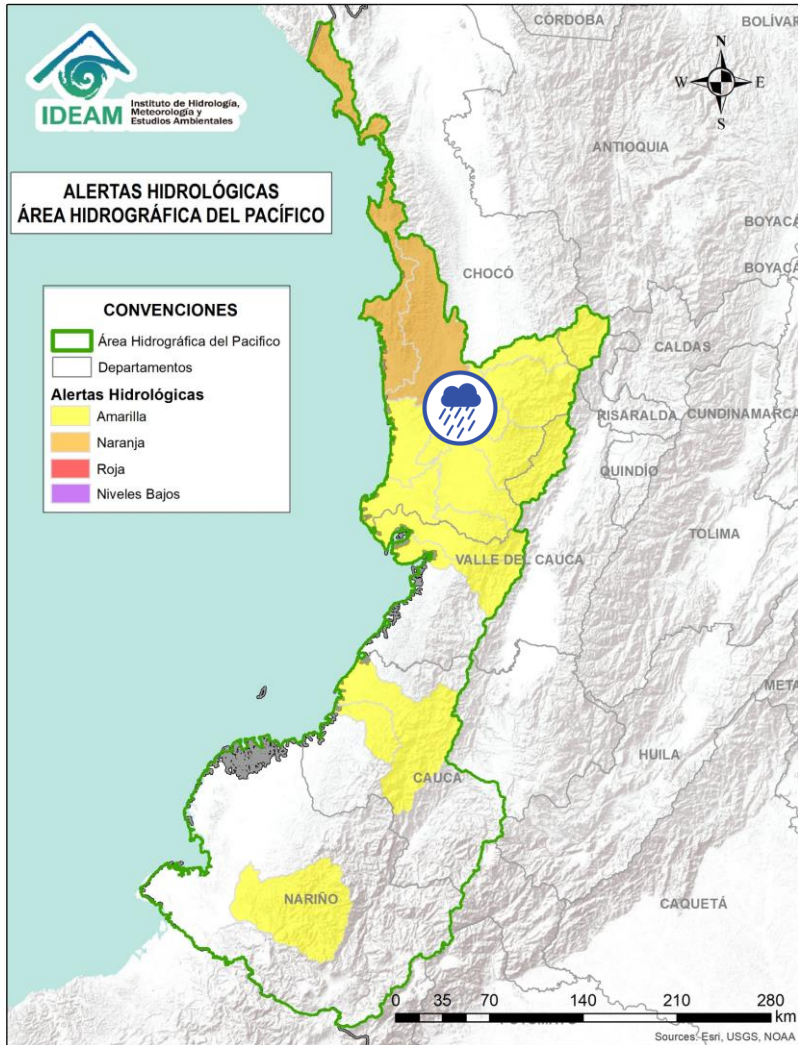 CÓRDOBA
BOLÍVAR
N
W E
S
IDEAM
Instituto de Hidrología,
Meteorología y
Estudios Ambientales
ANTIOQUIA
ALERTAS HIDROLÓGICAS
ÁREA HIDROGRÁFICA DEL PACÍFICO
BOYACÁ
BOYACÁ
CHOCÓ
CONVENCIONES
Área Hidrográfica del Pacifico
Departamentos
Alertas Hidrológicas
Amarilla
Naranja
Roja
Niveles Bajos
CALDAS
RISARALDA
CUNDINAMARCA
QUINDÍO
TOLIMA
VALLE DEL CAUCA
META
HUILA
CAUCA
NARIÑO
CAQUETÁ
0 35 70 140 210 280
km
Sources: Esri, USGS, NOAA